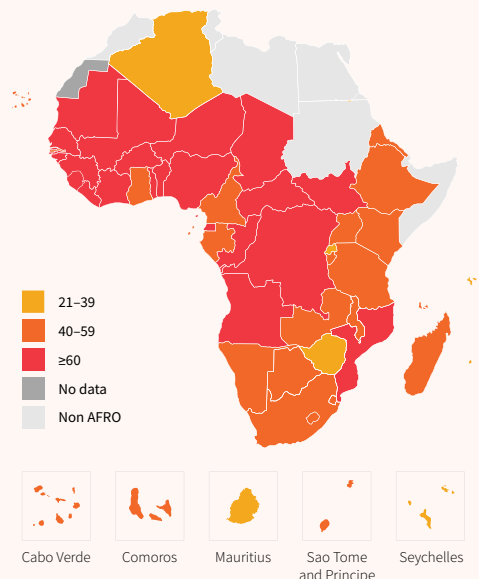 21–39
40–59
≥60
No data
Non AFRO
Cabo Verde
Comoros
Mauritius
Sao Tome
and Principe
Seychelles